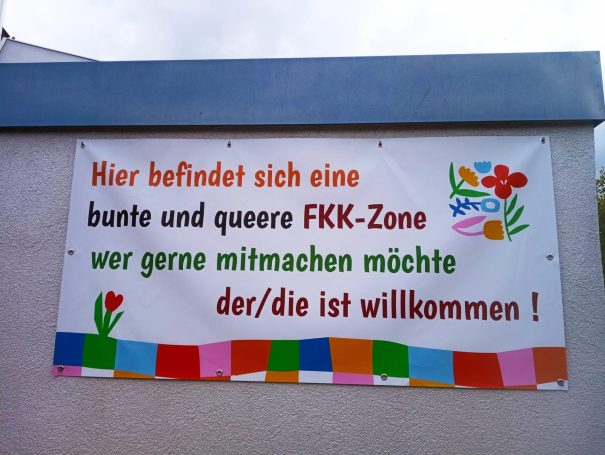 Hier befindet sich eine
bunte und queere FKK-Zone
wer gerne mitmachen möchte
der/die ist willkommen !